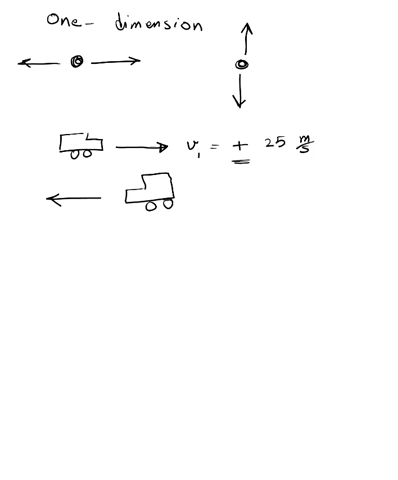 One- dimension
v₁ = + 25 m/s